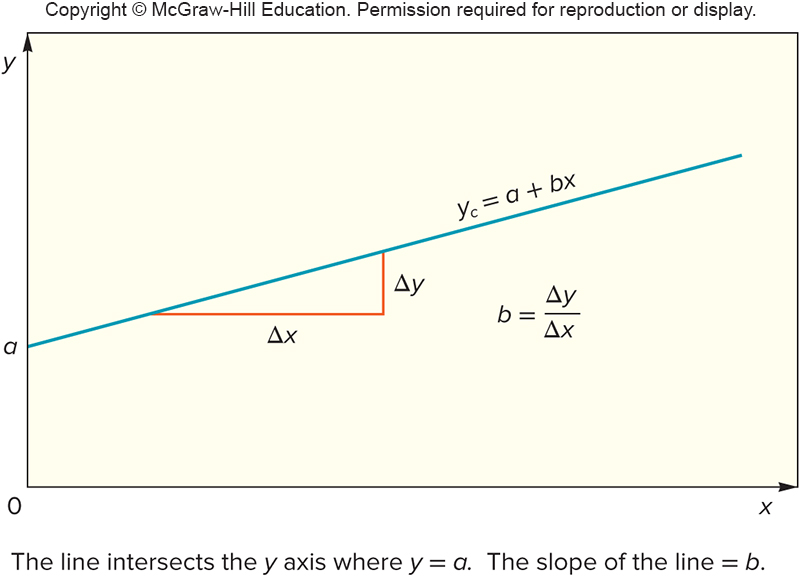 Copyright © McGraw-Hill Education. Permission required for reproduction or display.
y
y꜀ = a + bx
Δy
b = Δy/Δx
Δx
a
0
x
The line intersects the y axis where y = a. The slope of the line = b.